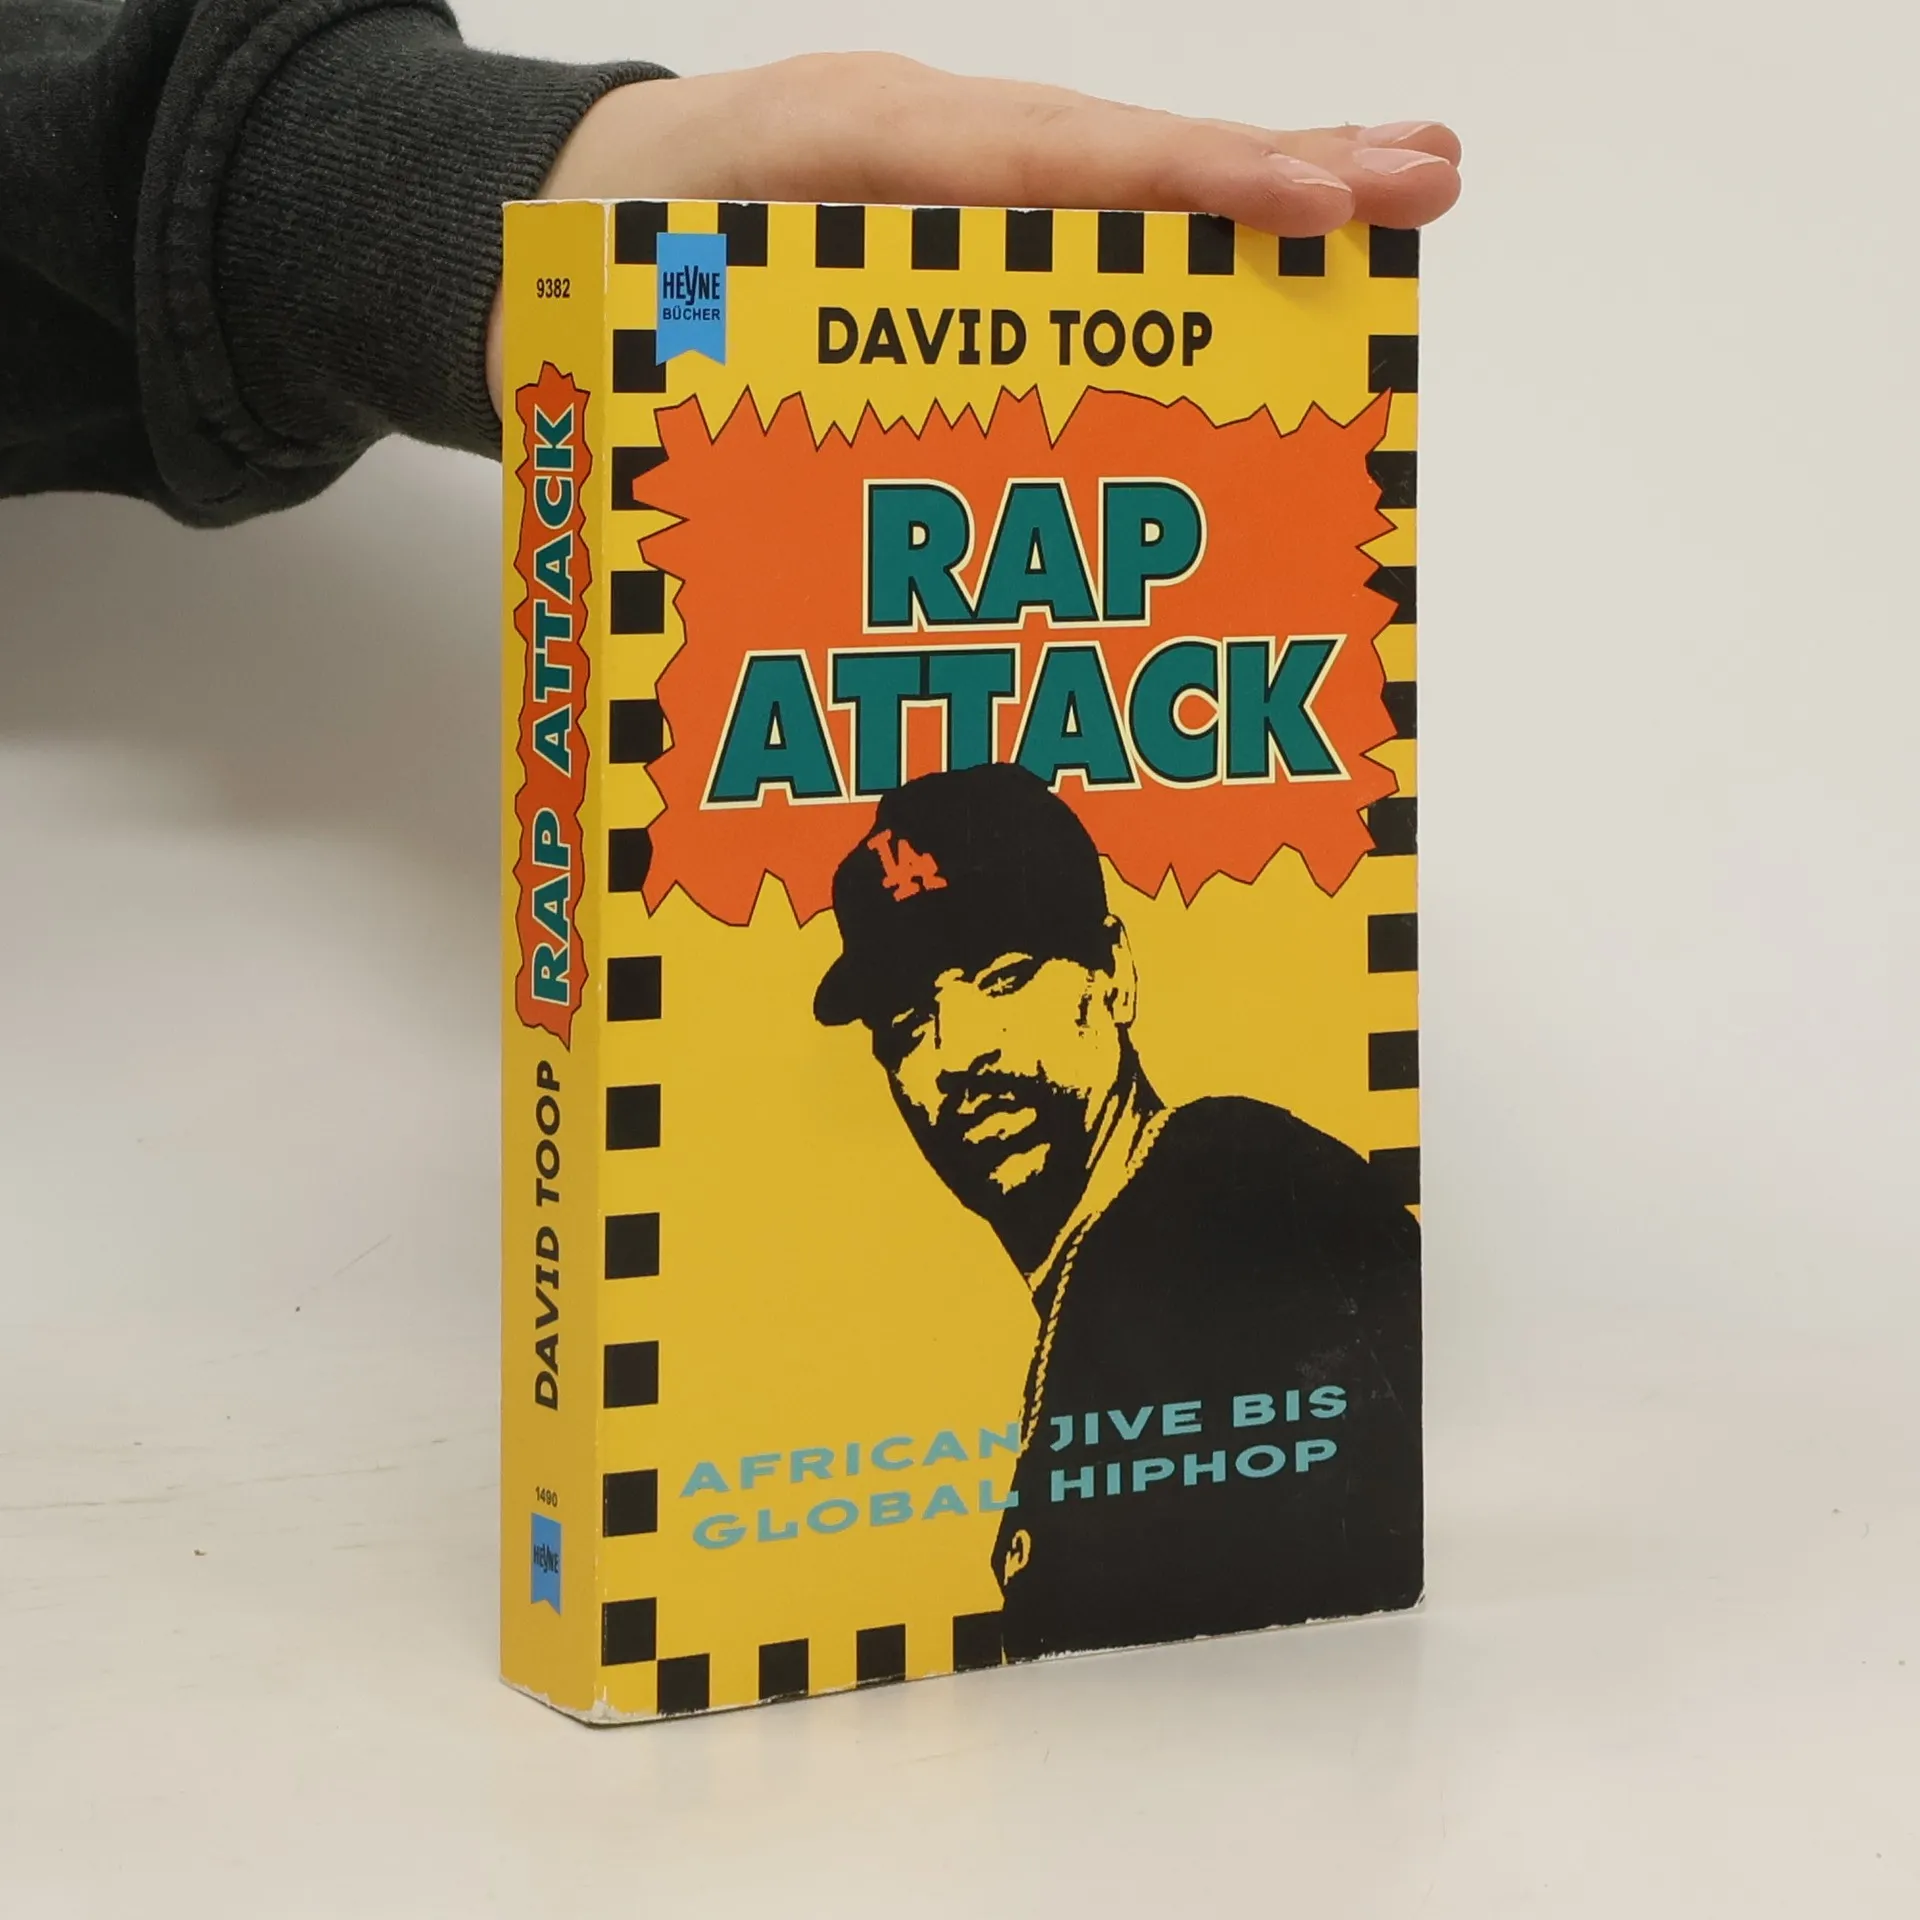 9382
RAP ATTACK
DAVID TOOP
1490
HEYNE
HEYNE
BÜCHER
DAVID TOOP
RAP
ATTACK
LA
AFRICAN JIVE BIS
GLOBAL HIPHOP